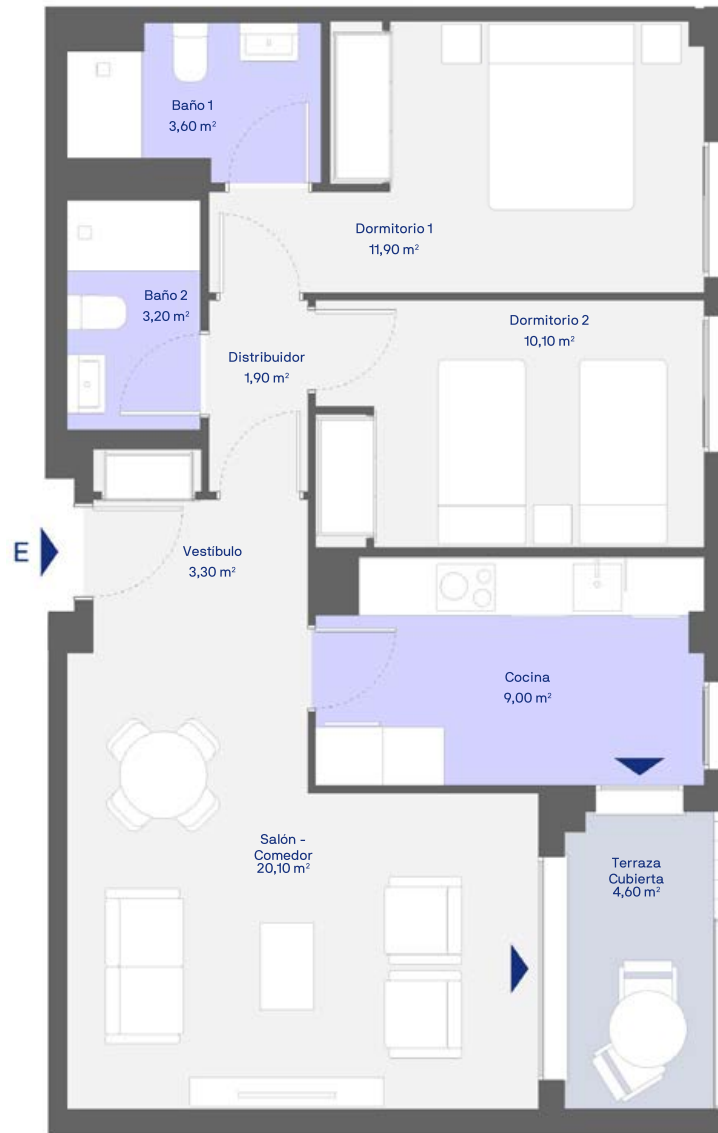 Baño 1
3,60 m²
Dormitorio 1
11,90 m²
Baño 2
3,20 m²
Dormitorio 2
10,10 m²
Distribuidor
1,90 m²
E
Vestíbulo
3,30 m²
Cocina
9,00 m²
Salón -
Comedor
20,10 m²
Terraza
Cubierta
4,60 m²